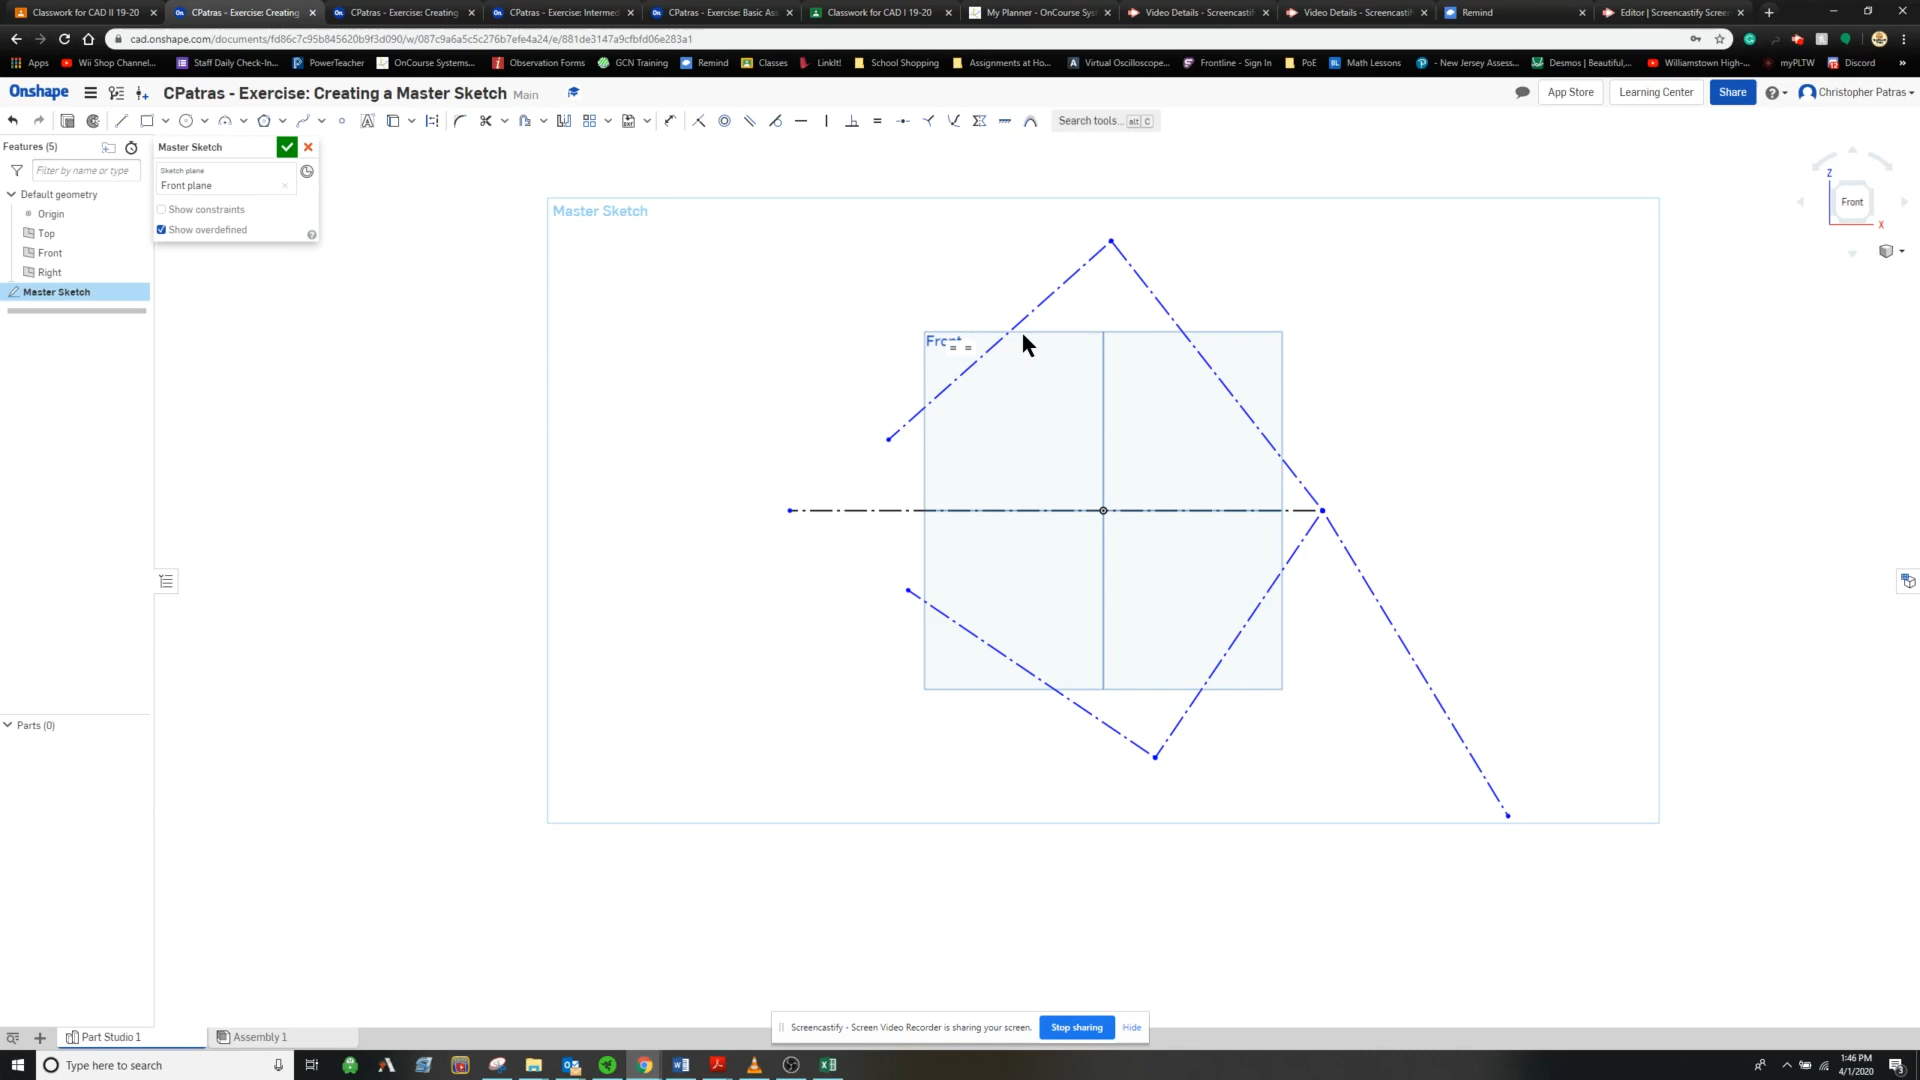 Classwork for CAD II 19-20
CPatras - Exercise: Creating
CPatras - Exercise: Creating
CPatras - Exercise: Intermed
CPatras - Exercise: Basic Ass
Classwork for CAD I 19-20
My Planner - OnCourse Sys
Video Details - Screencastif
Video Details - Screencastif
Remind
Editor | Screencastify Scree
cad.onshape.com/documents/fd86c7c95b845620b9f3d090/w/087c9a6a5c5c276b7efe4a24/e/881de3147a9cfbfd06e283a1
Apps
Wii Shop Channel...
Staff Daily Check-In...
PowerTeacher
OnCourse Systems...
Observation Forms
GCN Training
Remind
Classes
LinkIt!
School Shopping
Assignments at Ho...
Virtual Oscilloscope...
Frontline - Sign In
PoE
Math Lessons
- New Jersey Assess...
Desmos | Beautiful,...
Williamstown High-...
myPLTW
Discord
Onshape
CPatras - Exercise: Creating a Master Sketch Main
App Store
Learning Center
Share
Christopher Patras
Search tools... alt C
Features (5)
Filter by name or type
Default geometry
Origin
Top
Front
Right
Master Sketch
Master Sketch
Sketch plane
Front plane
Show constraints
Show overdefined
Master Sketch
Front
Z
Front
X
Parts (0)
Part Studio 1
Assembly 1
Screencastify - Screen Video Recorder is sharing your screen.
Stop sharing
Hide
Type here to search
1:46 PM
4/1/2020